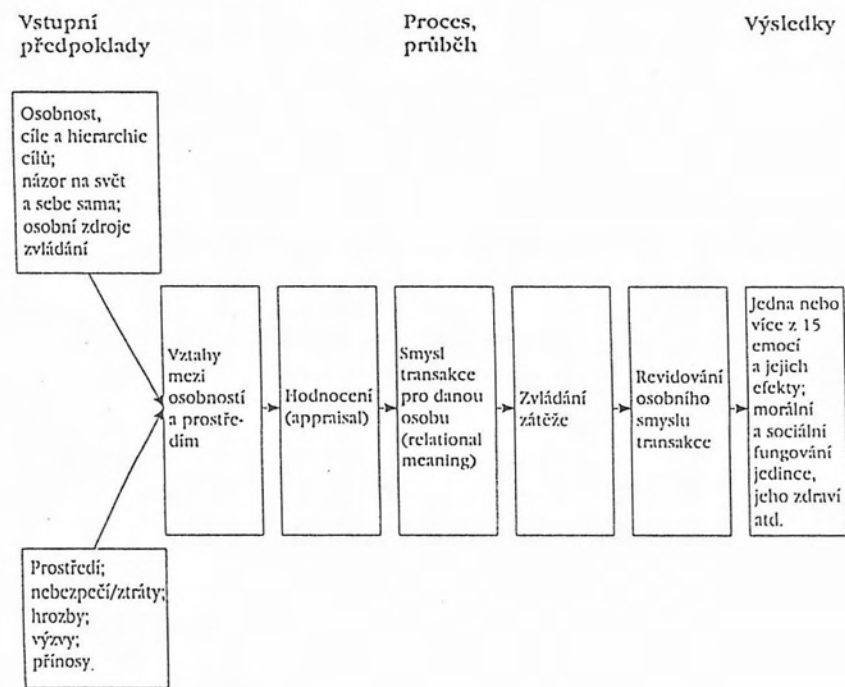 Vstupní
předpoklady
Proces,
průběh
Výsledky
Osobnost,
cíle a hierarchie
cílů;
názor na svět
a sebe sama;
osobní zdroje
zvládání
Vztahy
mezi
osobností
a prostře-
dím
Hodnocení
(appraisal)
Smysl
transakce
pro danou
osobu
(relational
meaning)
Zvládání
zátěže
Revidování
osobního
smyslu
transakce
Jedna nebo
více z 15
emocí
a jejich
efekty;
morální
a sociální
fungování
jedince,
jeho zdraví
atd.
Prostředí;
nebezpečí/ztráty;
hrozby;
výzvy;
přínosy.